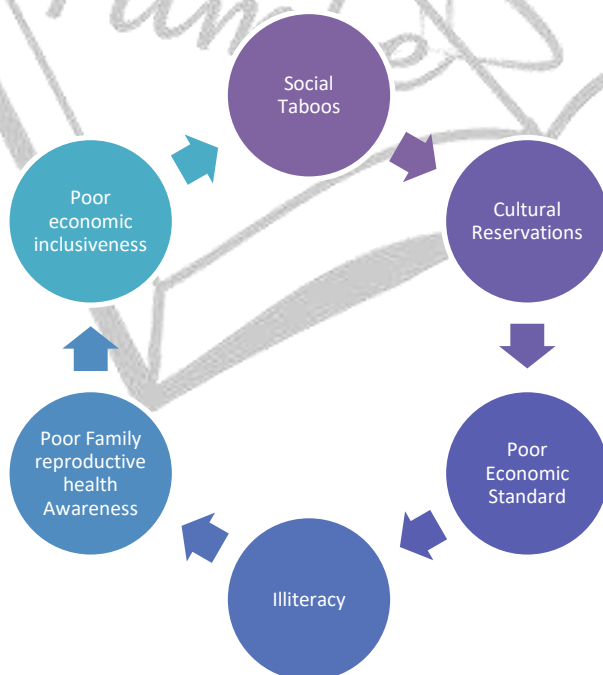 Social
Taboos
Cultural
Reservations
Poor
Economic
Standard
Illiteracy
Poor Family
reproductive
health
Awareness
Poor
economic
inclusiveness